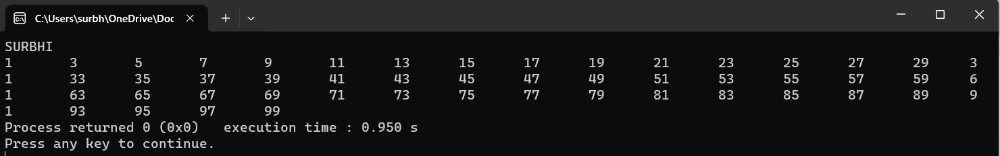 C:\Users\surbh\OneDrive\Doc
SURBHI
1 3 5 7 9 11 13 15 17 19 21 23 25 27 29 3
1 33 35 37 39 41 43 45 47 49 51 53 55 57 59 6
1 63 65 67 69 71 73 75 77 79 81 83 85 87 89 9
1 93 95 97 99
Process returned 0 (0x0)   execution time : 0.950 s
Press any key to continue.